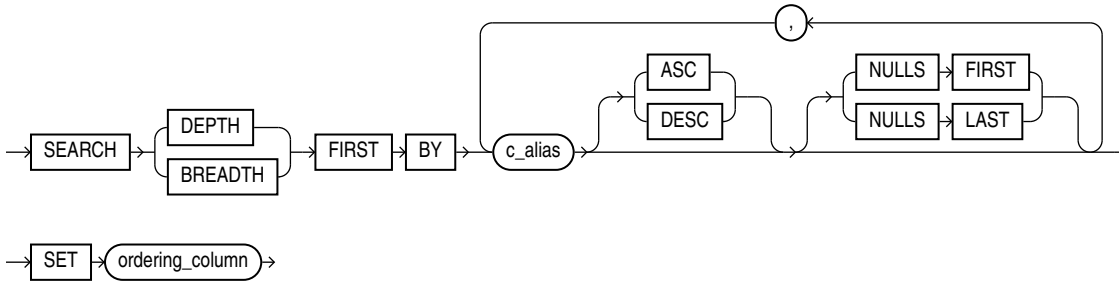 ,
ASC NULLS FIRST
DEPTH DESC NULLS LAST
SEARCH FIRST BY c_alias
BREADTH
SET ordering_column